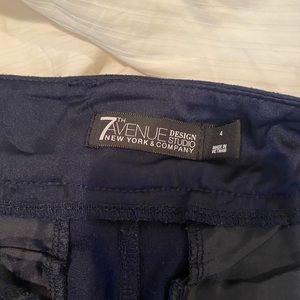 7TH
AVENUE DESIGN STUDIO
NEW YORK & COMPANY
4
MADE IN
VIETNAM